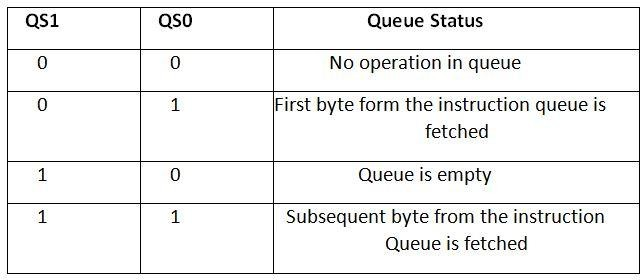 QS1 QS0 Queue Status
0 0 No operation in queue
0 1 First byte form the instruction queue is
fetched
1 0 Queue is empty
1 1 Subsequent byte from the instruction
Queue is fetched